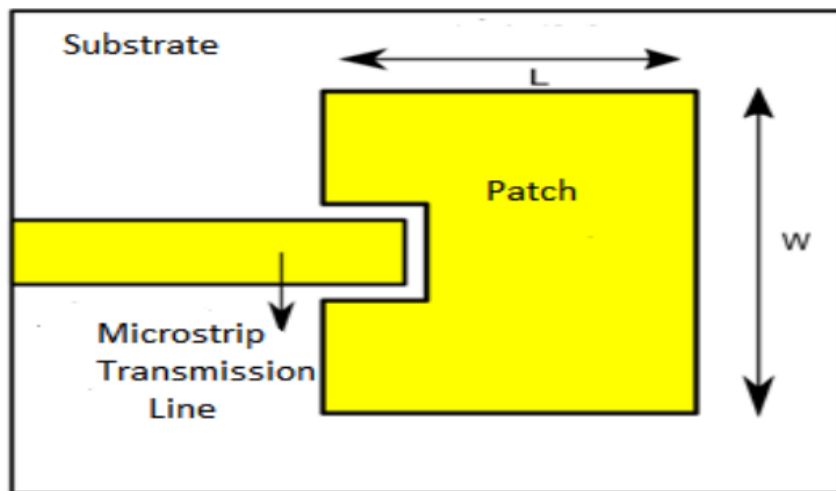 Substrate
L
Patch
W
Microstrip
Transmission
Line